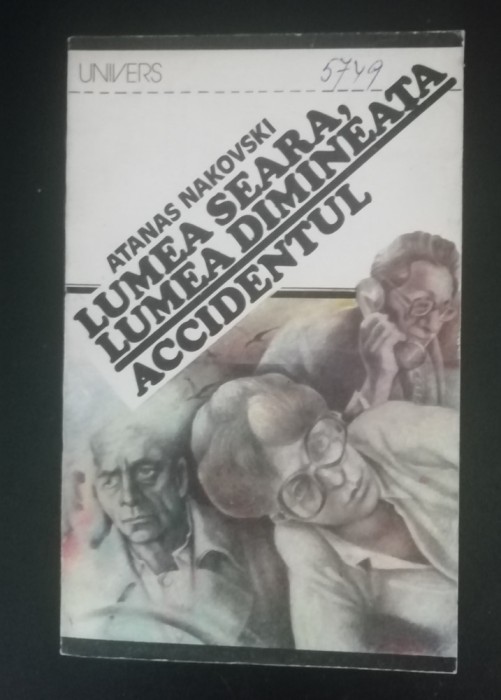 UNIVERS
5749
ATANAS NAKOVSKI
LUMEA SEARA,
LUMEA DIMINEAȚA
ACCIDENTUL